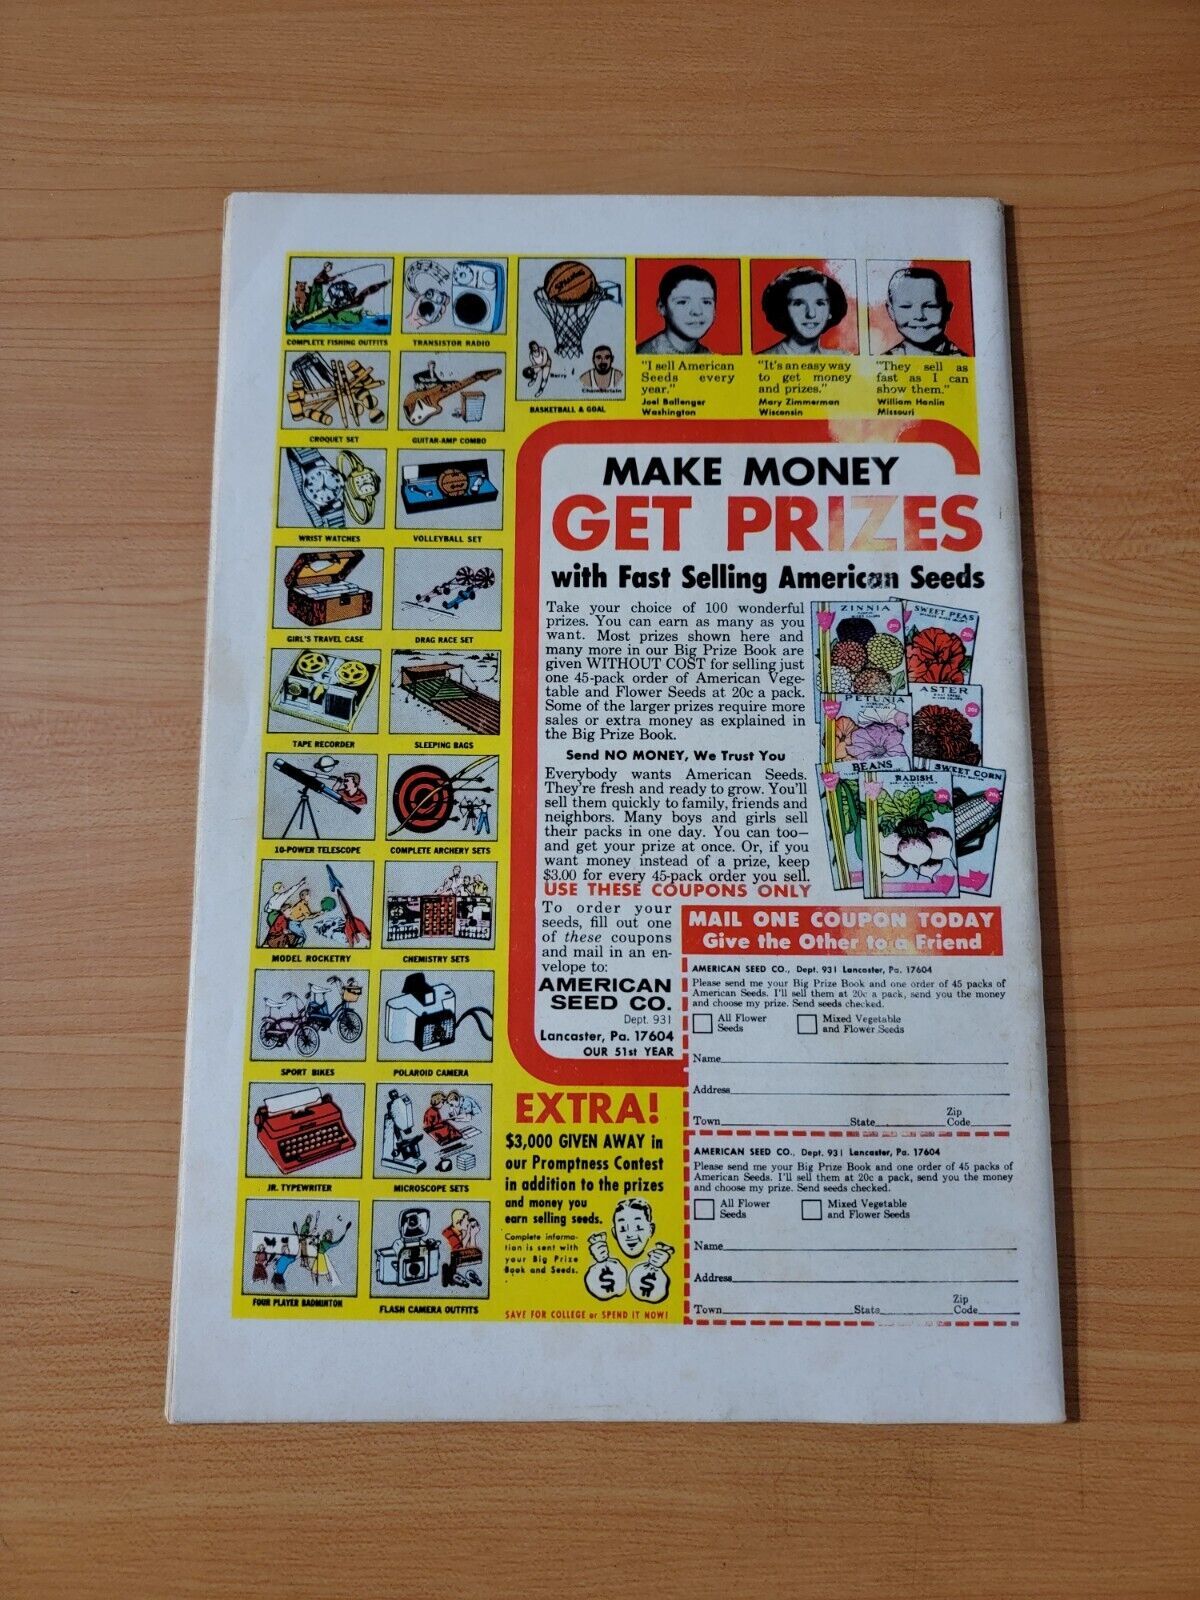 COMPLETE FISHING OUTFITS
TRANSISTOR RADIO
SPALDING
Barry
Chamberlain
BASKETBALL & GOAL
CROQUET SET
GUITAR-AMP COMBO
WRIST WATCHES
VOLLEYBALL SET
GIRL'S TRAVEL CASE
DRAG RACE SET
TAPE RECORDER
SLEEPING BAGS
10-POWER TELESCOPE
COMPLETE ARCHERY SETS
MODEL ROCKETRY
CHEMISTRY SETS
SPORT BIKES
POLAROID CAMERA
JR. TYPEWRITER
MICROSCOPE SETS
FOUR PLAYER BADMINTON
FLASH CAMERA OUTFITS
"I sell American
Seeds every
year."
Joel Ballenger
Washington
"It's an easy way
to get money
and prizes."
Mary Zimmerman
Wisconsin
"They sell as
fast as I can
show them."
William Hanlin
Missouri
MAKE MONEY
GET PRIZES
with Fast Selling American Seeds
Take your choice of 100 wonderful
prizes. You can earn as many as you
want. Most prizes shown here and
many more in our Big Prize Book are
given WITHOUT COST for selling just
one 45-pack order of American Vege-
table and Flower Seeds at 20c a pack.
Some of the larger prizes require more
sales or extra money as explained in
the Big Prize Book.
Send NO MONEY, We Trust You
Everybody wants American Seeds.
They're fresh and ready to grow. You'll
sell them quickly to family, friends and
neighbors. Many boys and girls sell
their packs in one day. You can too—
and get your prize at once. Or, if you
want money instead of a prize, keep
$3.00 for every 45-pack order you sell.
USE THESE COUPONS ONLY
ZINNIA
SWEET PEAS
PETUNIA
ASTER
BEANS
RADISH
SWEET CORN
To order your
seeds, fill out one
of these coupons
and mail in an en-
velope to:
AMERICAN
SEED CO.
Dept. 931
Lancaster, Pa. 17604
OUR 51st YEAR
MAIL ONE COUPON TODAY
Give the Other to a Friend
AMERICAN SEED CO., Dept. 931 Lancaster, Pa. 17604
Please send me your Big Prize Book and one order of 45 packs of
American Seeds. I'll sell them at 20c a pack, send you the money
and choose my prize. Send seeds checked.
All Flower
Seeds
Mixed Vegetable
and Flower Seeds
Name
Address
Town State Zip
Code
AMERICAN SEED CO., Dept. 931 Lancaster, Pa. 17604
Please send me your Big Prize Book and one order of 45 packs of
American Seeds. I'll sell them at 20c a pack, send you the money
and choose my prize. Send seeds checked.
All Flower
Seeds
Mixed Vegetable
and Flower Seeds
Name
Address
Town State Zip
Code
EXTRA!
$3,000 GIVEN AWAY in
our Promptness Contest
in addition to the prizes
and money you
earn selling seeds.
Complete informa-
tion is sent with
your Big Prize
Book and Seeds.
$ $
SAVE FOR COLLEGE or SPEND IT NOW!